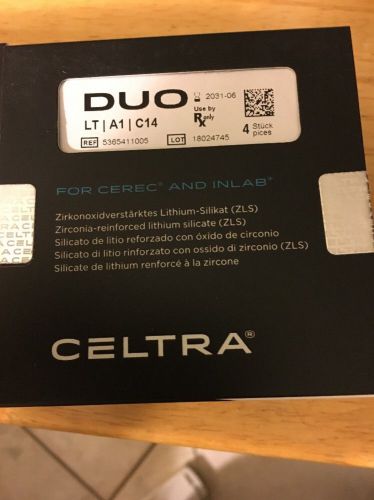 DUO
2031-06
Use by
LT | A1 | C14
Rx only
4 Stück
pices
REF 5365411005
LOT 18024745
FOR CEREC® AND INLAB®
Zirkonoxidverstärktes Lithium-Silikat (ZLS)
Zirconia-reinforced lithium silicate (ZLS)
Silicato de litio reforzado con óxido de circonio
Silicato di litio rinforzato con ossido di zirconio (ZLS)
Silicate de lithium renforcé à la zircone
CELTRA®